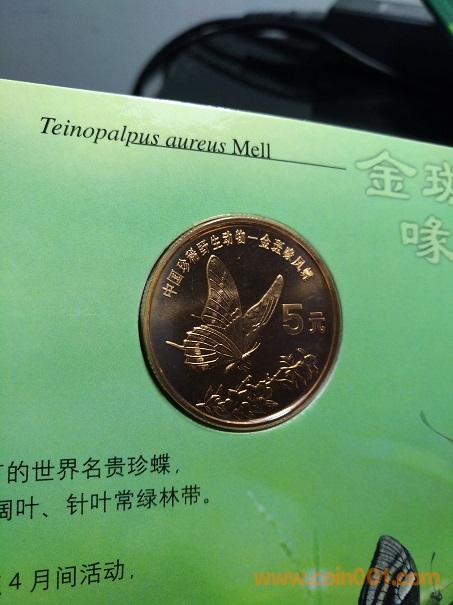 Teinopalpus aureus Mell
金斑
喙
中国珍稀野生动物—金斑喙凤蝶
5元
的世界名贵珍蝶,
阔叶、针叶常绿林带。
4月间活动,
www.coin001.com